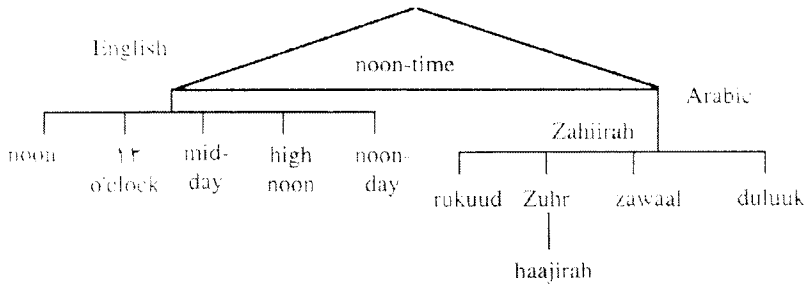 English
noon-time
Arabic
Zahiirah
noon ١٢ mid- high noon-
o'clock day noon day
rukuud Zuhr zawaal duluuk
haajirah